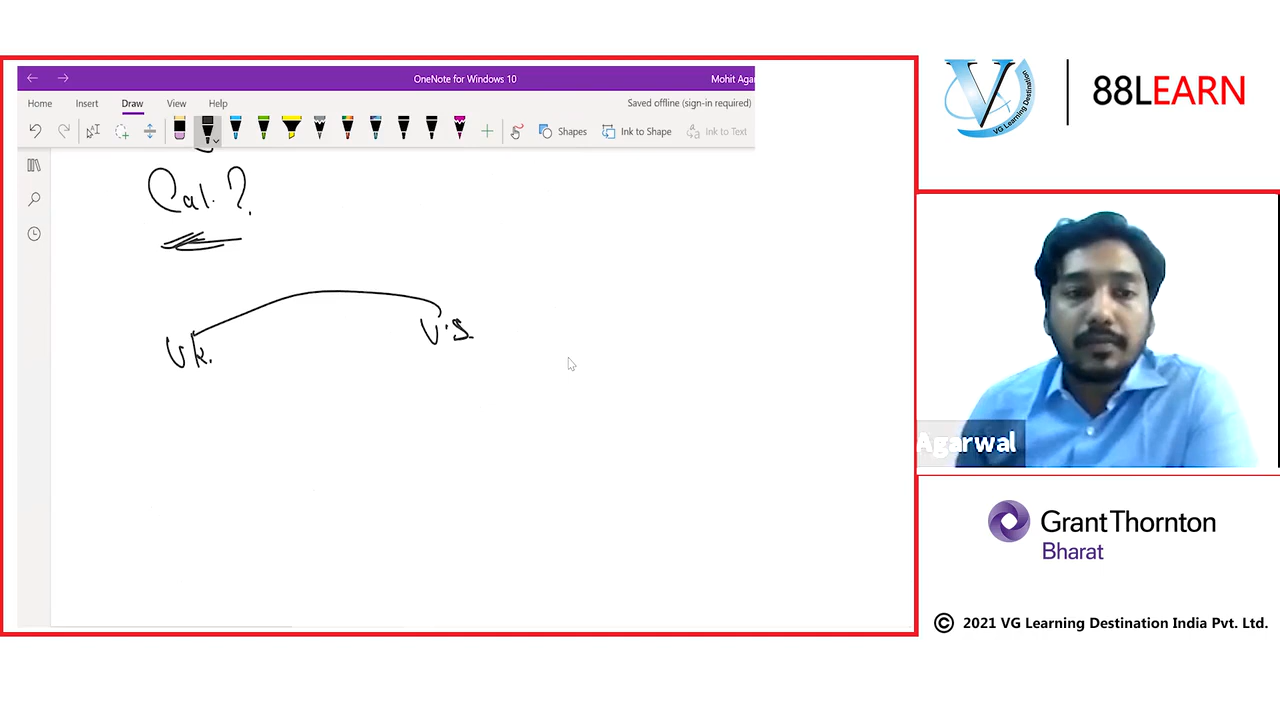 OneNote for Windows 10
Mohit Agar
Home Insert Draw View Help
Saved offline (sign-in required)
Shapes Ink to Shape Ink to Text
Cal. ?
UK.
U.S.
V
VG Learning Destination
88LEARN
Agarwal
Grant Thornton
Bharat
© 2021 VG Learning Destination India Pvt. Ltd.